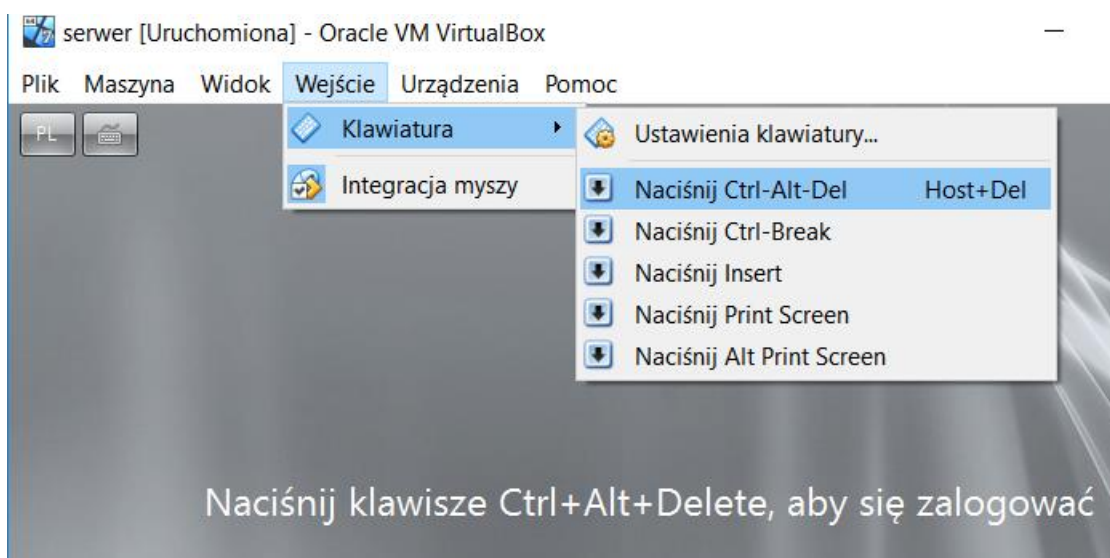 serwer [Uruchomiona] - Oracle VM VirtualBox
Plik Maszyna Widok Wejście Urządzenia Pomoc
PL
Klawiatura
Integracja myszy
Ustawienia klawiatury...
Naciśnij Ctrl-Alt-Del Host+Del
Naciśnij Ctrl-Break
Naciśnij Insert
Naciśnij Print Screen
Naciśnij Alt Print Screen
Naciśnij klawisze Ctrl+Alt+Delete, aby się zalogować